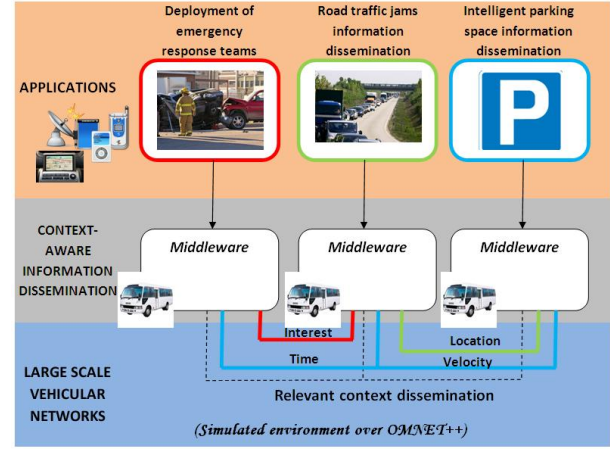 Deployment of
emergency
response teams
Road traffic jams
information
dissemination
Intelligent parking
space information
dissemination
APPLICATIONS
P
CONTEXT-
AWARE
INFORMATION
DISSEMINATION
Middleware
Middleware
Middleware
Interest
Location
Time
Velocity
LARGE SCALE
VEHICULAR
NETWORKS
Relevant context dissemination
(Simulated environment over OMNET++)